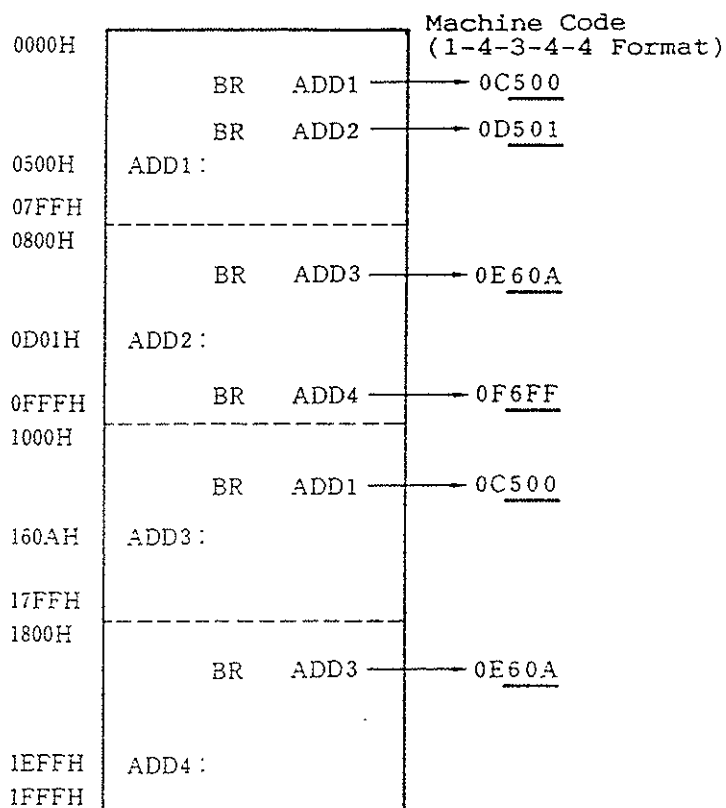 Machine Code
0000H (1-4-3-4-4 Format)
BR ADD1 0C500
BR ADD2 0D501
0500H ADD1:
07FFH
0800H
BR ADD3 0E60A
0D01H ADD2:
0FFFH BR ADD4 0F6FF
1000H
BR ADD1 0C500
160AH ADD3:
17FFH
1800H
BR ADD3 0E60A
1EFFH ADD4:
1FFFH